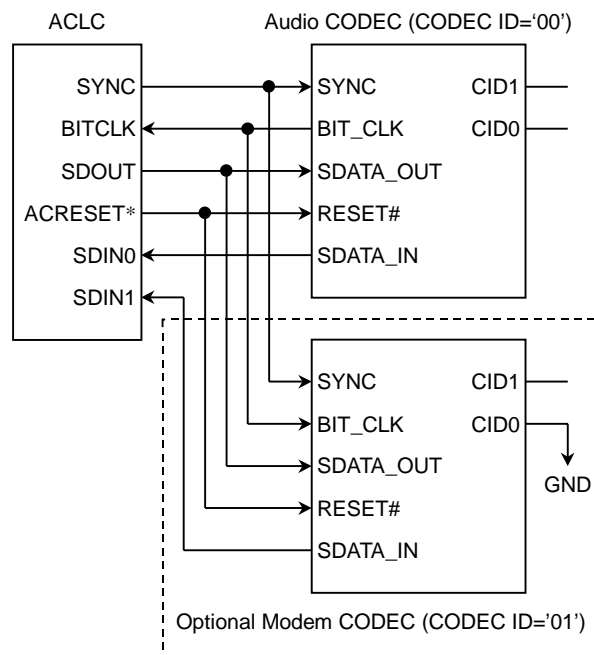 ACLC
Audio CODEC (CODEC ID=‘00’)
SYNC
BITCLK
SDOUT
ACRESET*
SDIN0
SDIN1
SYNC
CID1
BIT_CLK
CID0
SDATA_OUT
RESET#
SDATA_IN
SYNC
CID1
BIT_CLK
CID0
SDATA_OUT
GND
RESET#
SDATA_IN
Optional Modem CODEC (CODEC ID=’01’)